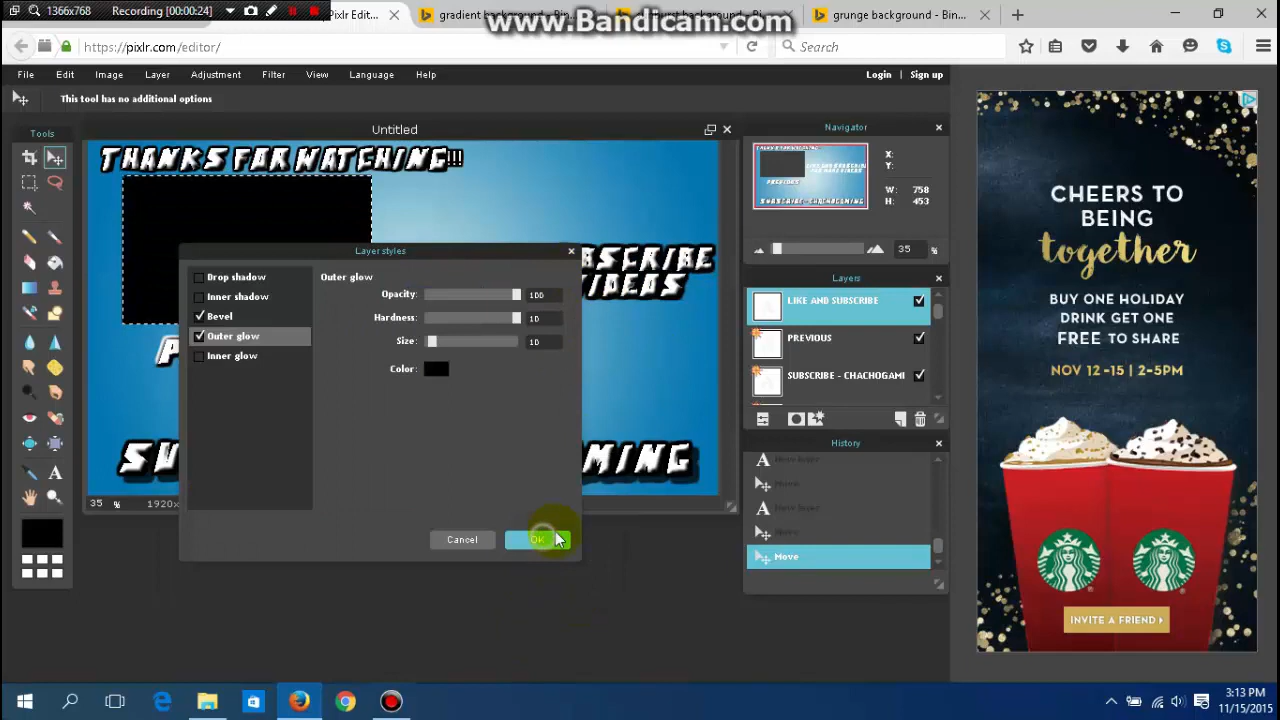 1366x768
Recording [00:00:24]
www.Bandicam.com
Pixlr Edit...
gradient background - Bin...
grunge background - Bin...
https://pixlr.com/editor/
Search
File Edit Image Layer Adjustment Filter View Language Help
Login | Sign up
This tool has no additional options
Tools
Untitled
THANKS FAR WATCHING!!!
Navigator
X:
Y:
W: 758
H: 453
35 %
Layer styles
Drop shadow
Inner shadow
Bevel
Outer glow
Inner glow
Outer glow
Opacity: 100
Hardness: 10
Size: 10
Color:
Cancel
OK
VIDEOS
35 %
Layers
LIKE AND SUBSCRIBE
PREVIOUS
SUBSCRIBE - CHACHOGAMI
History
Move
Move
CHEERS TO
BEING
together
BUY ONE HOLIDAY
DRINK GET ONE
FREE TO SHARE
NOV 12-15 | 2-5PM
INVITE A FRIEND
3:13 PM
11/15/2015